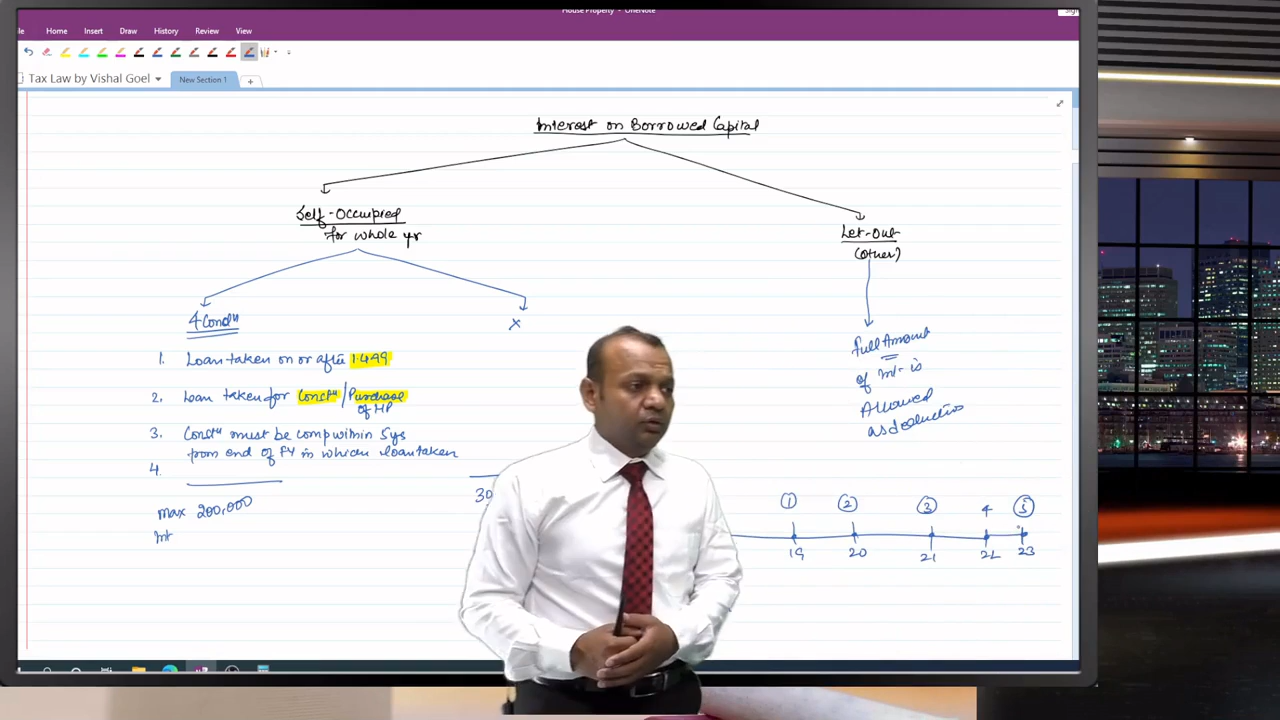 House Property - OneNote
Sign
Home Insert Draw History Review View
Tax Law by Vishal Goel
New Section 1
Interest on Borrowed Capital
Self-Occupied
for whole yr
Let-Out
(other)
4 Condn
X
1. Loan taken on or after 1.4.99
2. Loan taken for Constn / Purchase
of HP
3. Constn must be comp within 5ys
from end of FY in which loan taken
4.
max 200,000
Int
30
full Amount
of int is
Allowed
as deduction
1 2 3 4 5
19 20 21 22 23